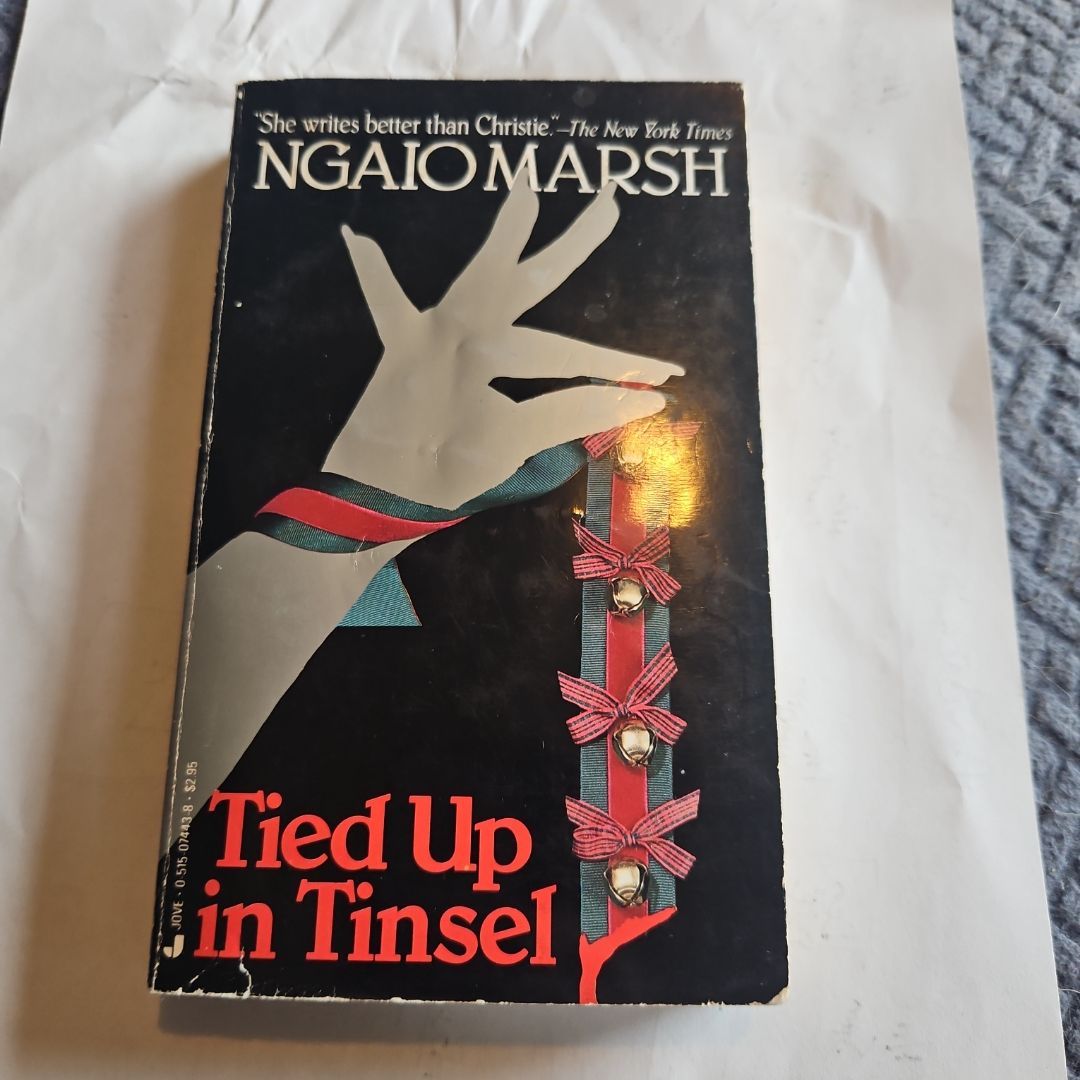 "She writes better than Christie."—The New York Times
NGAIO MARSH
Tied Up
in Tinsel
JOVE • 0-515-07443-8 • $2.95